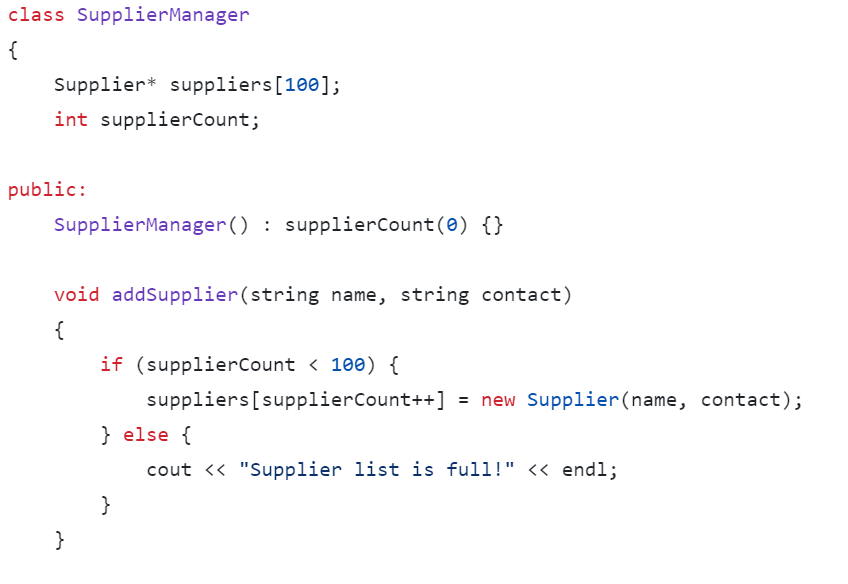 class SupplierManager
{
    Supplier* suppliers[100];
    int supplierCount;

public:
    SupplierManager() : supplierCount(0) {}

    void addSupplier(string name, string contact)
    {
        if (supplierCount < 100) {
            suppliers[supplierCount++] = new Supplier(name, contact);
        } else {
            cout << "Supplier list is full!" << endl;
        }
    }